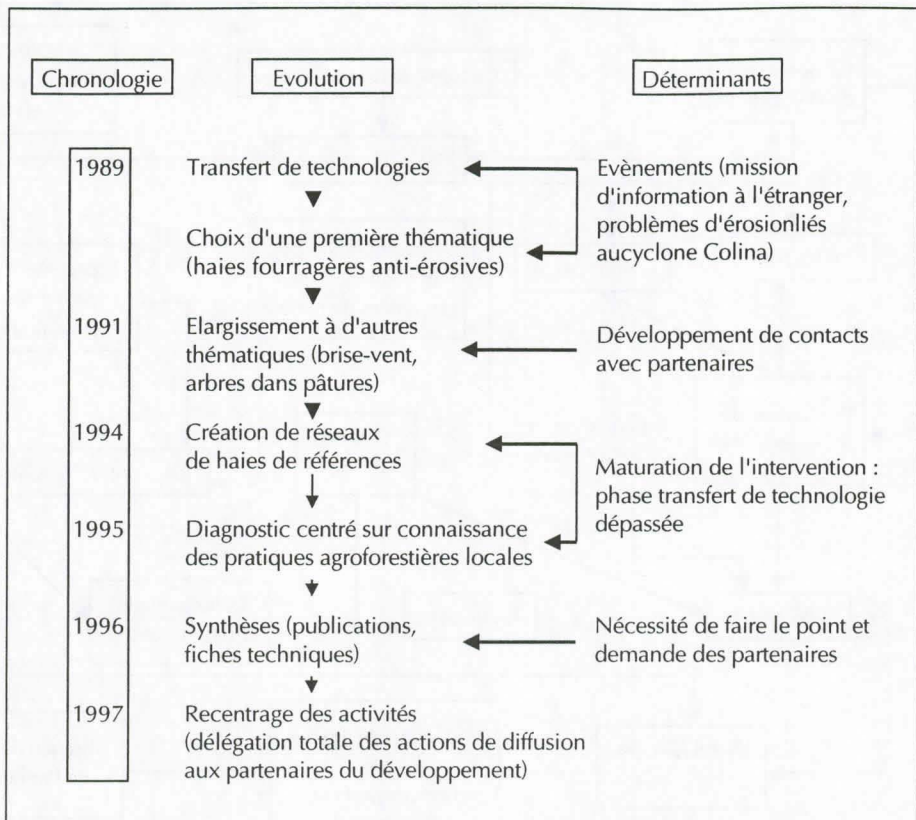 Chronologie
Evolution
Déterminants
1989
Transfert de technologies
Evènements (mission
d'information à l'étranger,
problèmes d'érosionliés
aucyclone Colina)
Choix d'une première thématique
(haies fourragères anti-érosives)
1991
Elargissement à d'autres
thématiques (brise-vent,
arbres dans pâtures)
Développement de contacts
avec partenaires
1994
Création de réseaux
de haies de références
Maturation de l'intervention :
phase transfert de technologie
dépassée
1995
Diagnostic centré sur connaissance
des pratiques agroforestières locales
1996
Synthèses (publications,
fiches techniques)
Nécessité de faire le point et
demande des partenaires
1997
Recentrage des activités
(délégation totale des actions de diffusion
aux partenaires du développement)